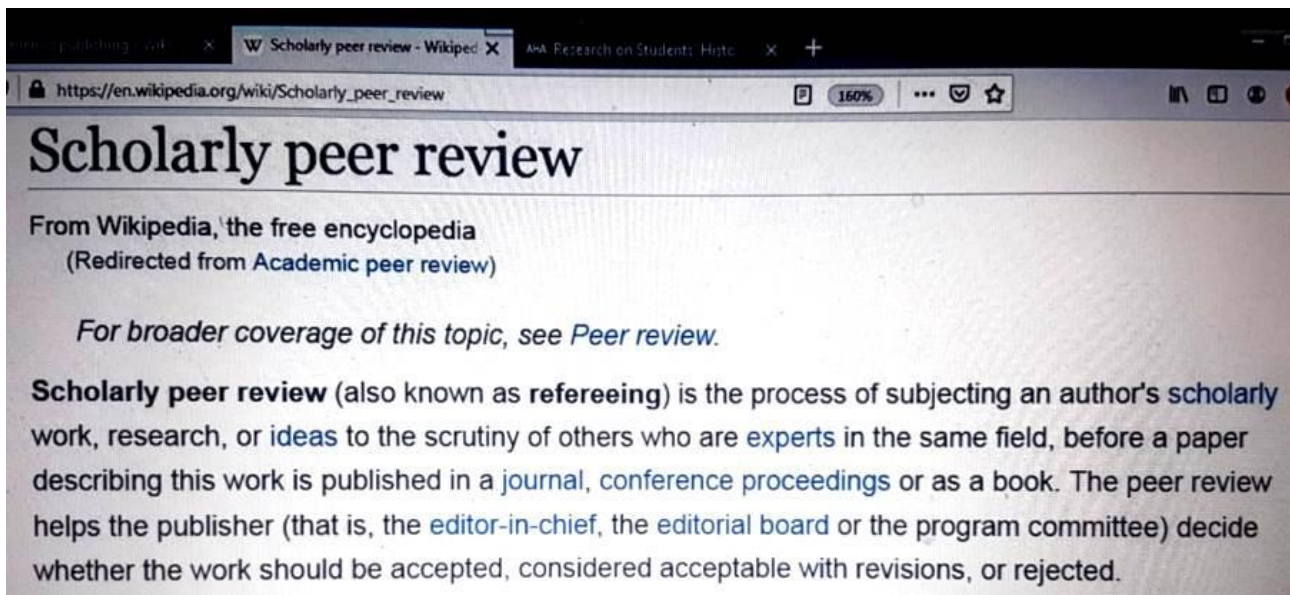 W Scholarly peer review - Wikiped X
AHA Research on Students: Histo X +
https://en.wikipedia.org/wiki/Scholarly_peer_review 160%
Scholarly peer review
From Wikipedia, the free encyclopedia
(Redirected from Academic peer review)
For broader coverage of this topic, see Peer review.
Scholarly peer review (also known as refereeing) is the process of subjecting an author's scholarly
work, research, or ideas to the scrutiny of others who are experts in the same field, before a paper
describing this work is published in a journal, conference proceedings or as a book. The peer review
helps the publisher (that is, the editor-in-chief, the editorial board or the program committee) decide
whether the work should be accepted, considered acceptable with revisions, or rejected.